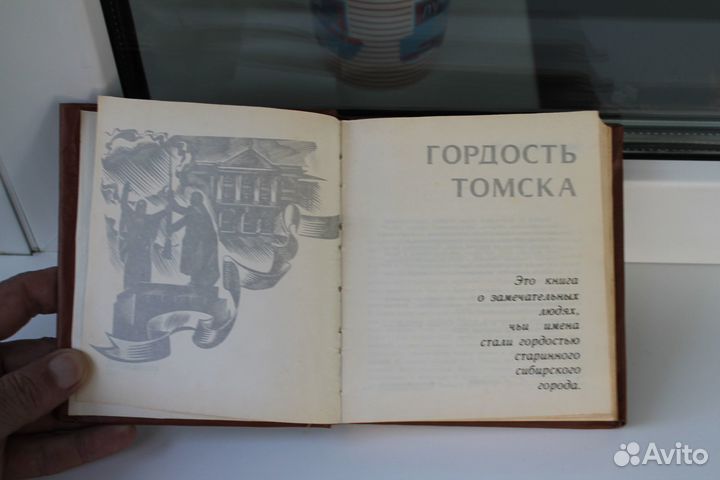 ГОРДОСТЬ
ТОМСКА
Это книга
о замечательных
людях,
чьи имена
стали гордостью
старинного
сибирского
города.
Avito